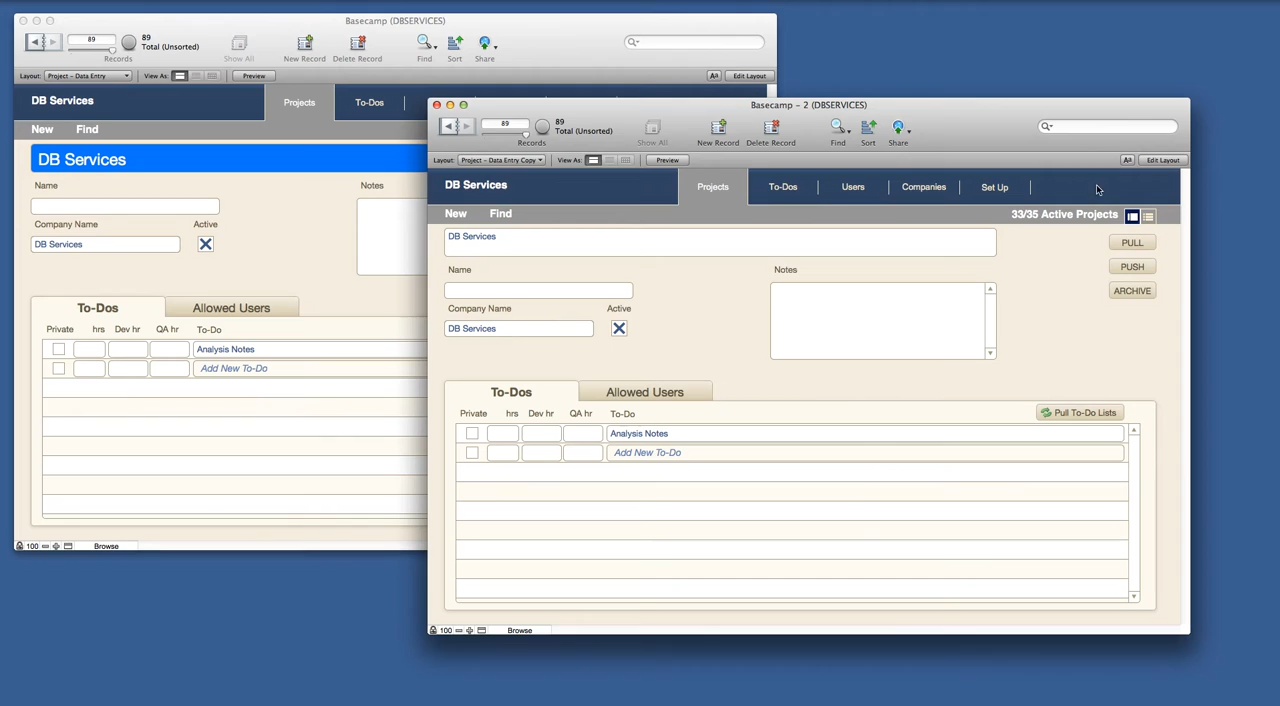 Basecamp (DBSERVICES)
89
89
Total (Unsorted)
Records
Show All
New Record
Delete Record
Find
Sort
Share
Layout:
Project - Data Entry
View As:
Preview
Aa
Edit Layout
DB Services
Projects
To-Dos
New
Find
DB Services
Name
Notes
Company Name
Active
DB Services
To-Dos
Allowed Users
Private
hrs
Dev hr
QA hr
To-Do
Analysis Notes
Add New To-Do
100
Browse
Basecamp - 2 (DBSERVICES)
89
89
Total (Unsorted)
Records
Show All
New Record
Delete Record
Find
Sort
Share
Layout:
Project - Data Entry Copy
View As:
Preview
Aa
Edit Layout
DB Services
Projects
To-Dos
Users
Companies
Set Up
New
Find
33/35 Active Projects
DB Services
PULL
PUSH
ARCHIVE
Name
Notes
Company Name
Active
DB Services
To-Dos
Allowed Users
Private
hrs
Dev hr
QA hr
To-Do
Pull To-Do Lists
Analysis Notes
Add New To-Do
100
Browse